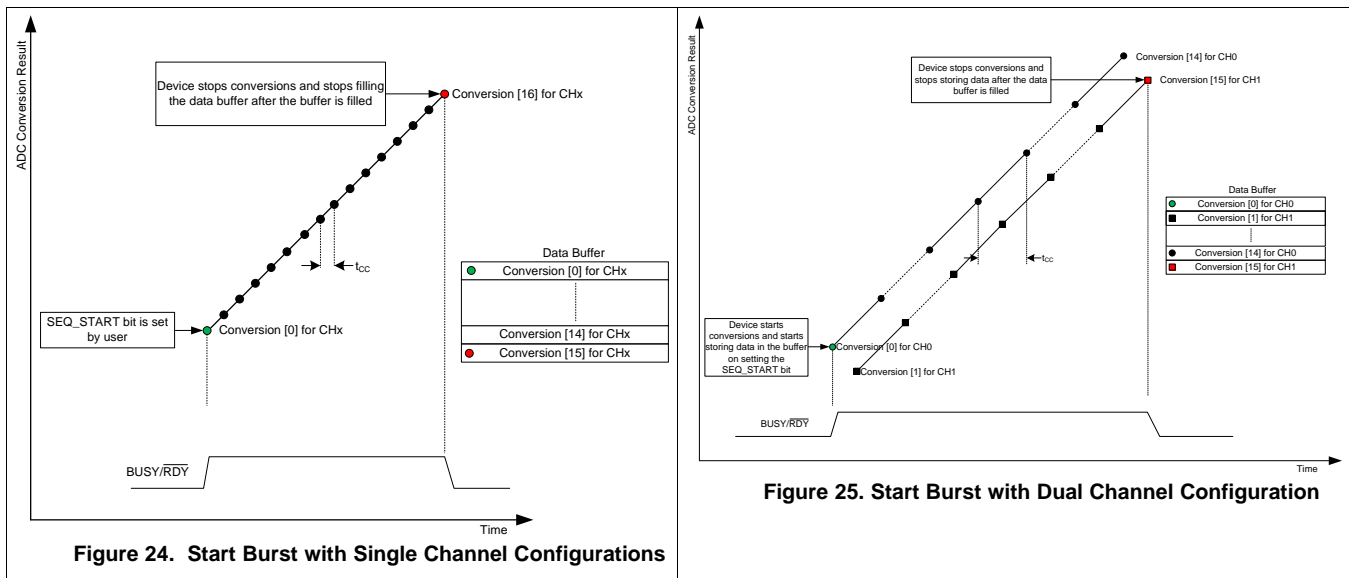 ADC Conversion Result
Device stops conversions and stops filling
the data buffer after the buffer is filled
Conversion [16] for CHx
tCC
Data Buffer
Conversion [0] for CHx
Conversion [14] for CHx
Conversion [15] for CHx
SEQ_START bit is set
by user
Conversion [0] for CHx
BUSY/RDY
Time
Figure 24. Start Burst with Single Channel Configurations
ADC Conversion Result
Conversion [14] for CH0
Device stops conversions and
stops storing data after the data
buffer is filled
Conversion [15] for CH1
Data Buffer
Conversion [0] for CH0
Conversion [1] for CH1
Conversion [14] for CH0
Conversion [15] for CH1
tCC
Device starts
conversions and starts
storing data in the buffer
on setting the
SEQ_START bit
Conversion [0] for CH0
Conversion [1] for CH1
BUSY/RDY
Time
Figure 25. Start Burst with Dual Channel Configuration